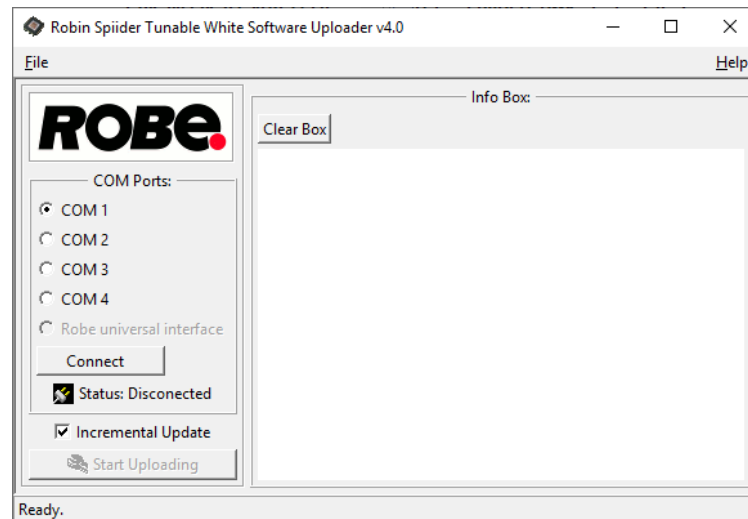 Robin Spiider Tunable White Software Uploader v4.0
File
Help
ROBe.
COM Ports:
COM 1
COM 2
COM 3
COM 4
Robe universal interface
Connect
Status: Disconected
Incremental Update
Start Uploading
Info Box:
Clear Box
Ready.